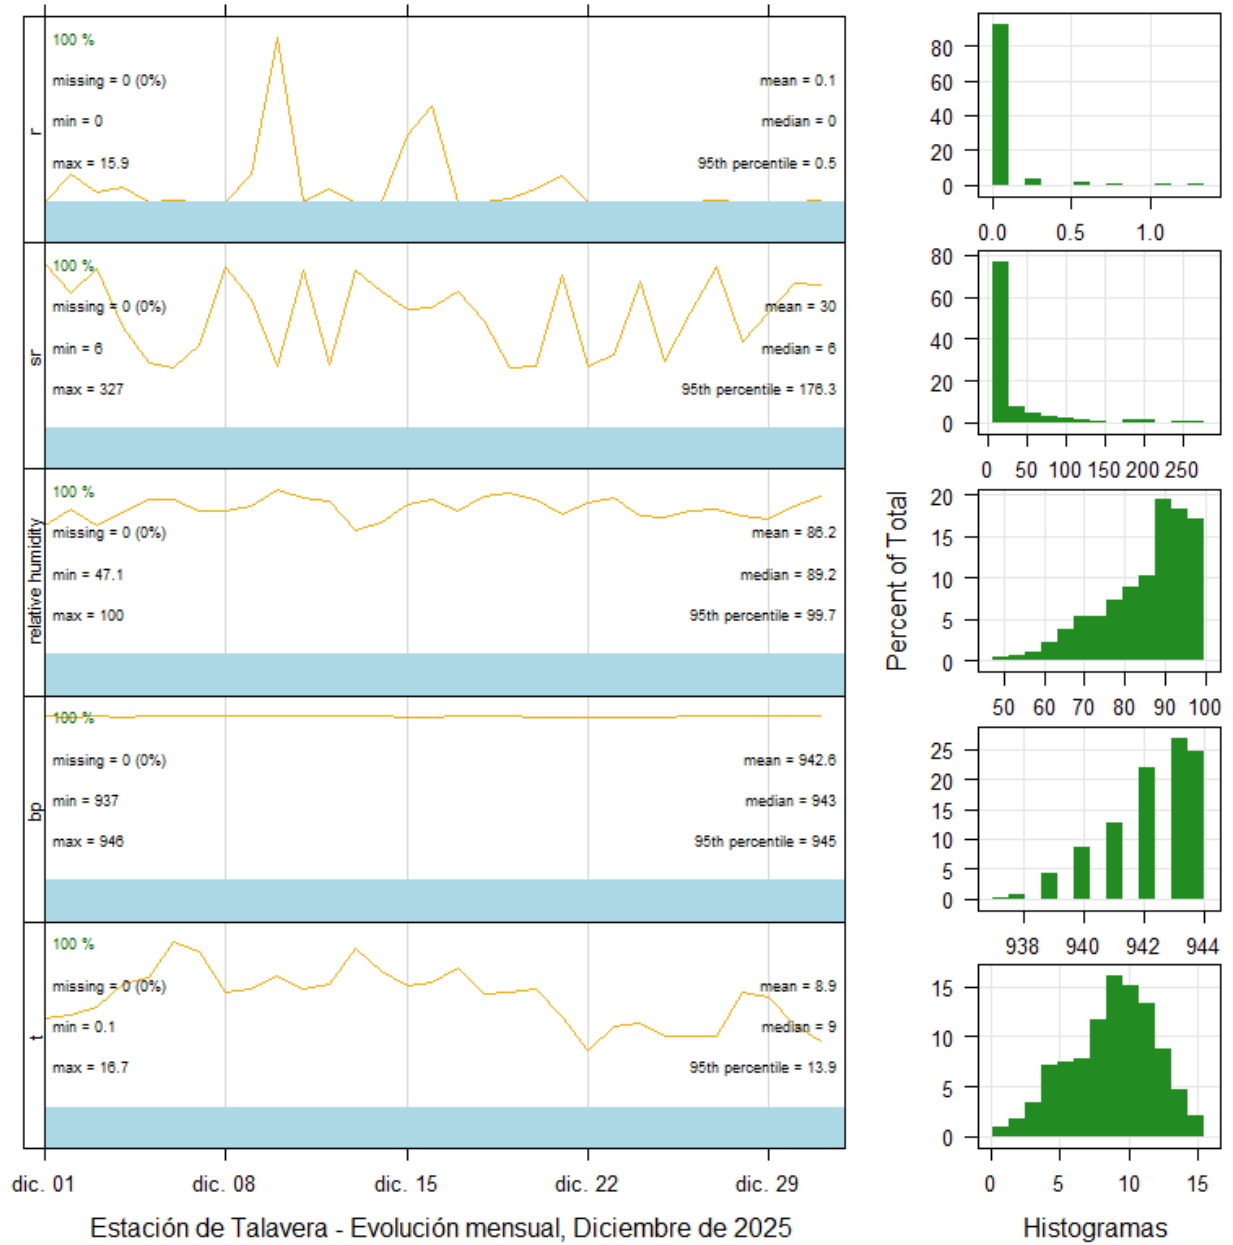 r
100 %
missing = 0 (0%)
min = 0
max = 15.9
mean = 0.1
median = 0
95th percentile = 0.5
sr
100 %
missing = 0 (0%)
min = 6
max = 327
mean = 30
median = 6
95th percentile = 176.3
relative humidity
100 %
missing = 0 (0%)
min = 47.1
max = 100
mean = 86.2
median = 89.2
95th percentile = 99.7
bp
100 %
missing = 0 (0%)
min = 937
max = 946
mean = 942.6
median = 943
95th percentile = 945
t
100 %
missing = 0 (0%)
min = 0.1
max = 16.7
mean = 8.9
median = 9
95th percentile = 13.9
dic. 01 dic. 08 dic. 15 dic. 22 dic. 29
Estación de Talavera - Evolución mensual, Diciembre de 2025
Percent of Total
80
60
40
20
0
0.0 0.5 1.0
80
60
40
20
0
0 50 100 150 200 250
20
15
10
5
0
50 60 70 80 90 100
25
20
15
10
5
0
938 940 942 944
15
10
5
0
0 5 10 15
Histogramas